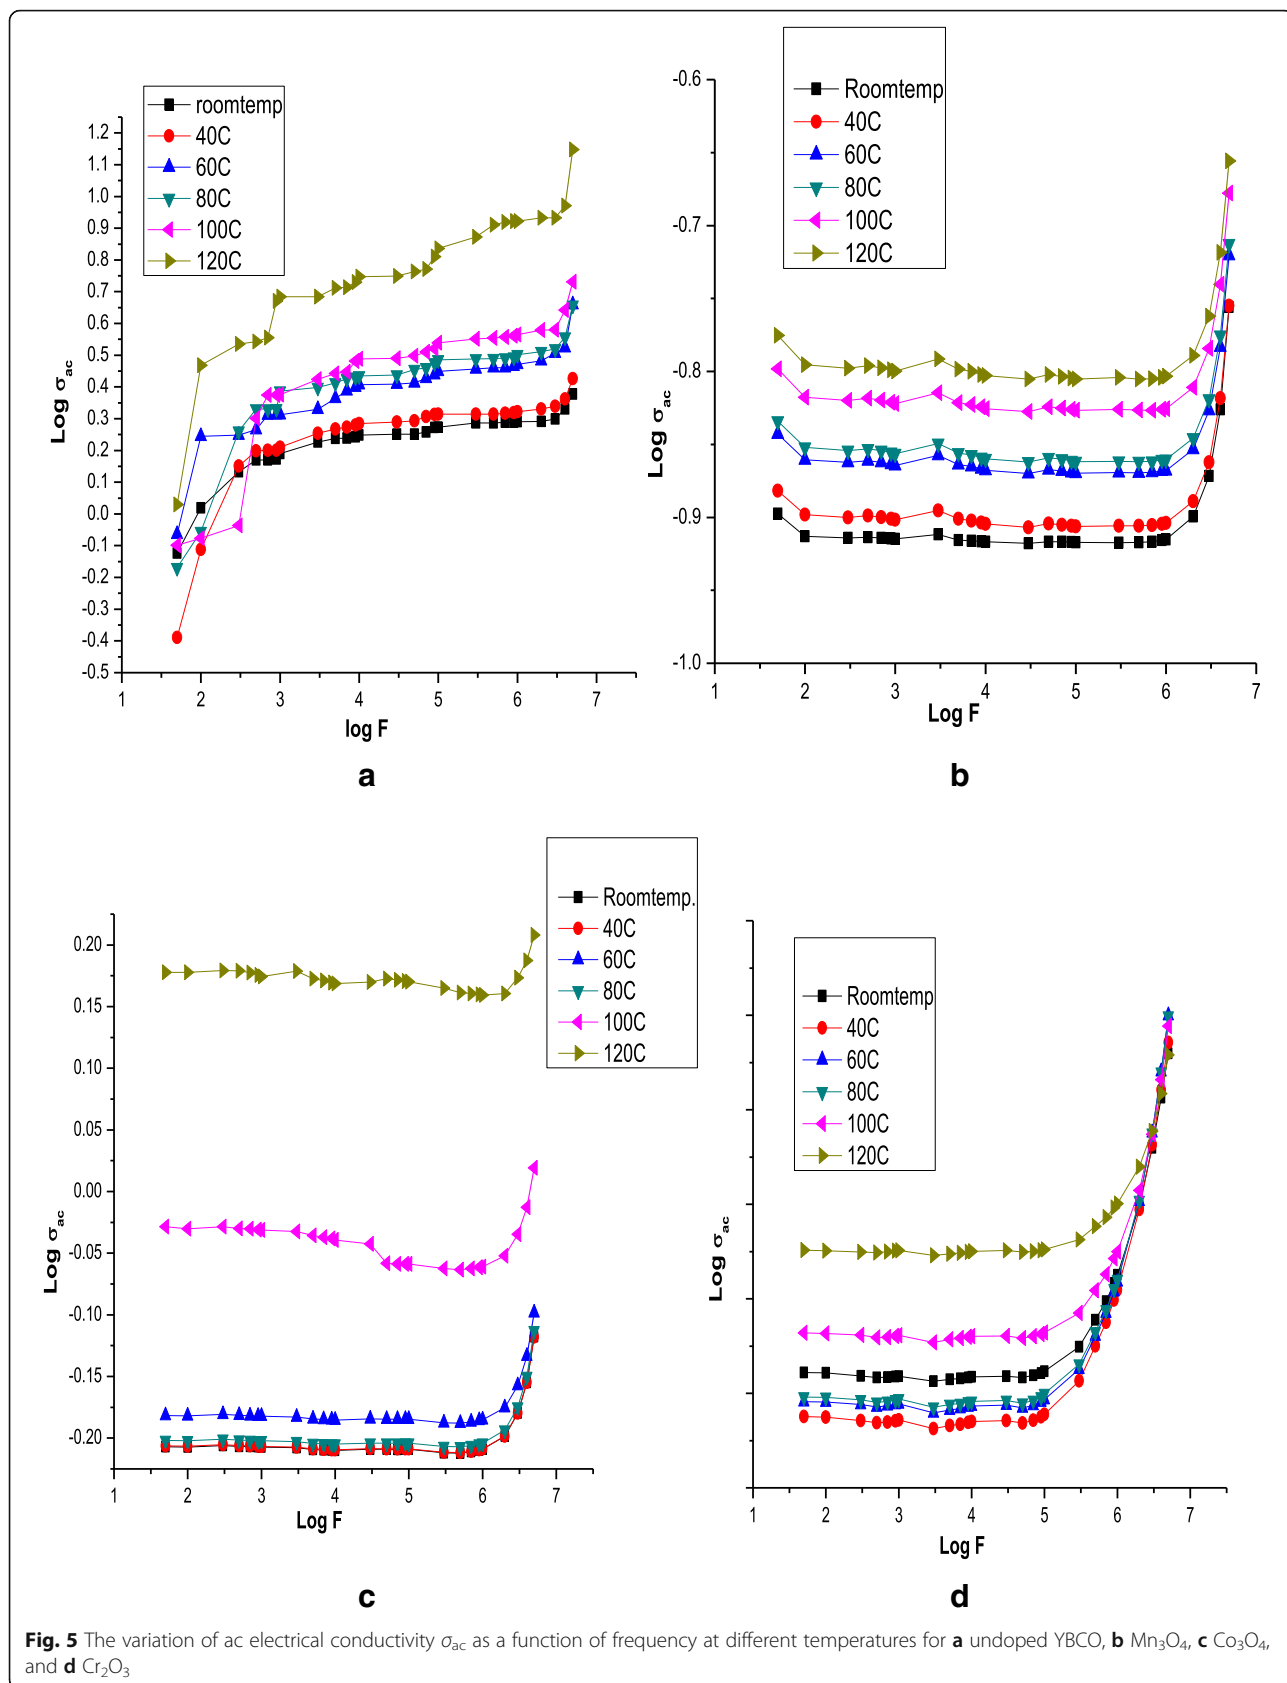 roomtemp
40C
60C
80C
100C
120C
1.2
1.1
1.0
0.9
0.8
0.7
0.6
0.5
0.4
0.3
0.2
0.1
0.0
-0.1
-0.2
-0.3
-0.4
-0.5
Log σac
1 2 3 4 5 6 7
log F
a
Roomtemp
40C
60C
80C
100C
120C
-0.6
-0.7
-0.8
-0.9
-1.0
Log σac
1 2 3 4 5 6 7
Log F
b
Roomtemp.
40C
60C
80C
100C
120C
0.20
0.15
0.10
0.05
0.00
-0.05
-0.10
-0.15
-0.20
Log σac
1 2 3 4 5 6 7
Log F
c
Roomtemp
40C
60C
80C
100C
120C
Log σac
1 2 3 4 5 6 7
Log F
d
Fig. 5 The variation of ac electrical conductivity σac as a function of frequency at different temperatures for a undoped YBCO, b Mn₃O₄, c Co₃O₄,
and d Cr₂O₃